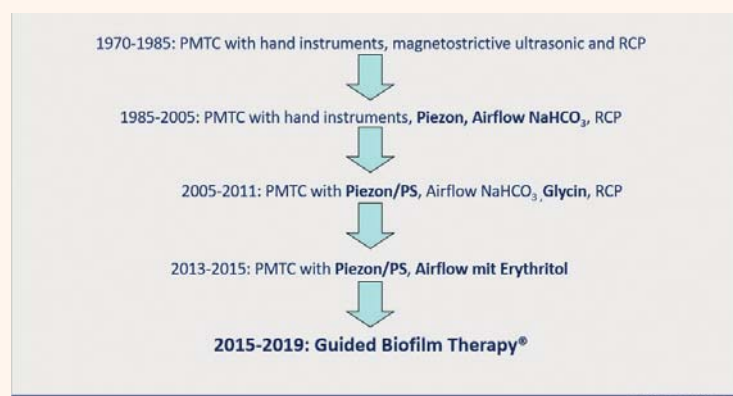 1970-1985: PMTC with hand instruments, magnetostrictive ultrasonic and RCP
1985-2005: PMTC with hand instruments, Piezon, Airflow NaHCO₃, RCP
2005-2011: PMTC with Piezon/PS, Airflow NaHCO₃, Glycin, RCP
2013-2015: PMTC with Piezon/PS, Airflow mit Erythritol
2015-2019: Guided Biofilm Therapy®